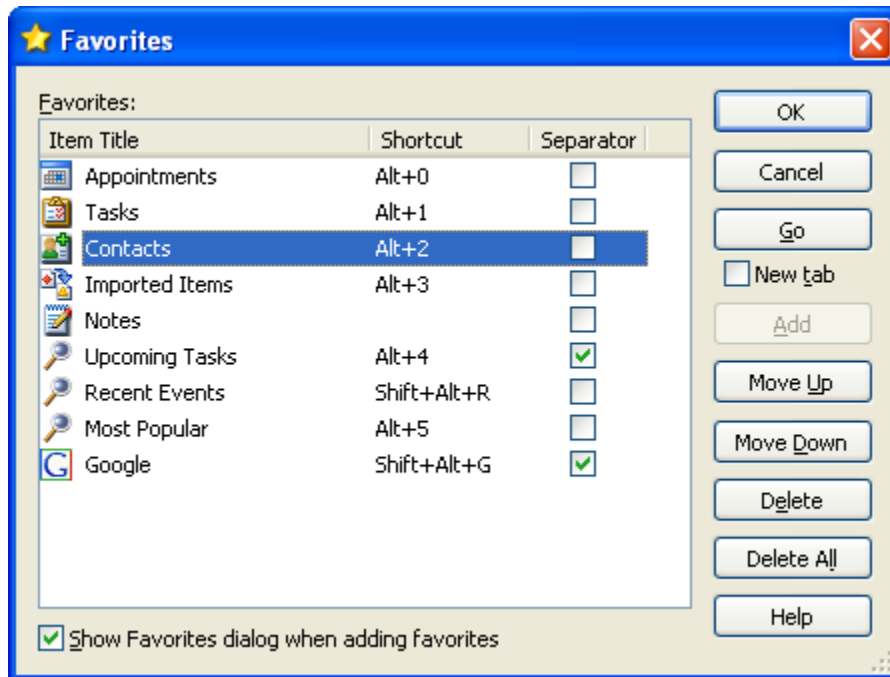 Favorites
Favorites:
Item Title Shortcut Separator
Appointments Alt+0
Tasks Alt+1
Contacts Alt+2
Imported Items Alt+3
Notes
Upcoming Tasks Alt+4
Recent Events Shift+Alt+R
Most Popular Alt+5
G Google Shift+Alt+G
Show Favorites dialog when adding favorites
OK
Cancel
Go
New tab
Add
Move Up
Move Down
Delete
Delete All
Help